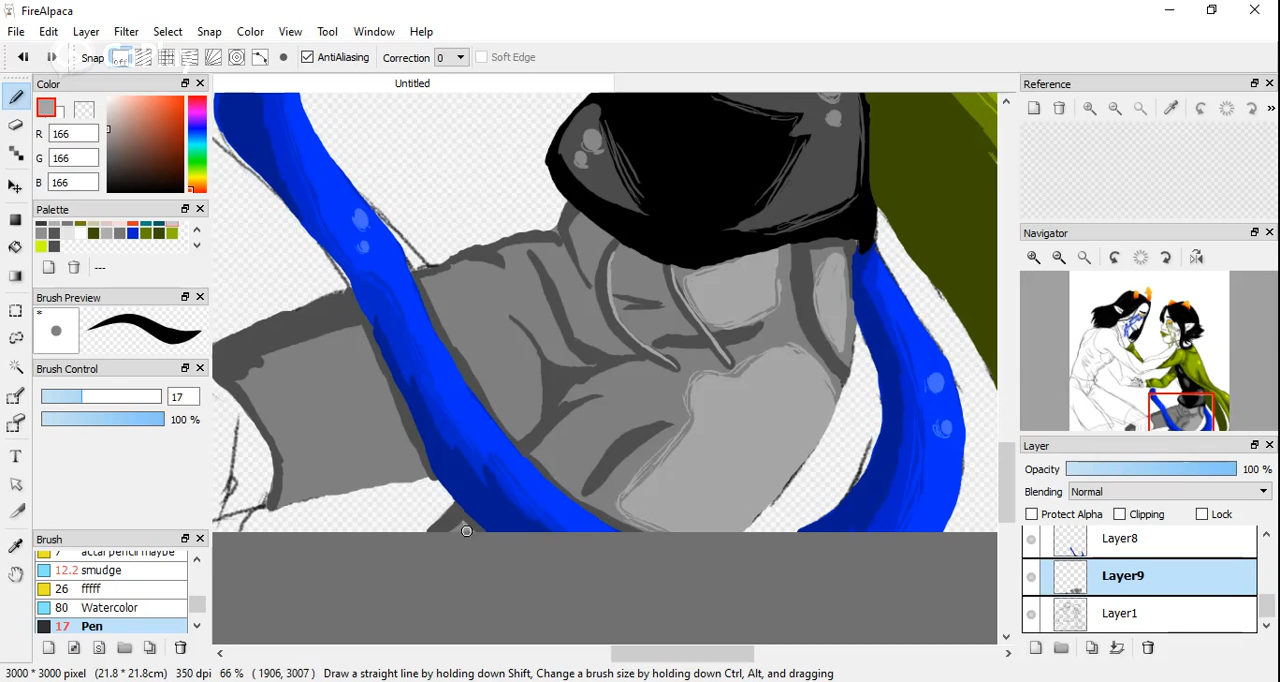 FireAlpaca
File Edit Layer Filter Select Snap Color View Tool Window Help
Snap off AntiAliasing Correction 0 Soft Edge
Color
Untitled
Reference
R 166
G 166
B 166
Palette
---
Navigator
Brush Preview
*
Brush Control
17
100 %
Layer
Opacity 100 %
Blending Normal
Protect Alpha Clipping Lock
Brush
7 accal pencil maybe
12.2 smudge
26 fffff
80 Watercolor
17 Pen
Layer8
Layer9
Layer1
3000 * 3000 pixel (21.8 * 21.8cm) 350 dpi 66 % ( 1906, 3007 ) Draw a straight line by holding down Shift, Change a brush size by holding down Ctrl, Alt, and dragging